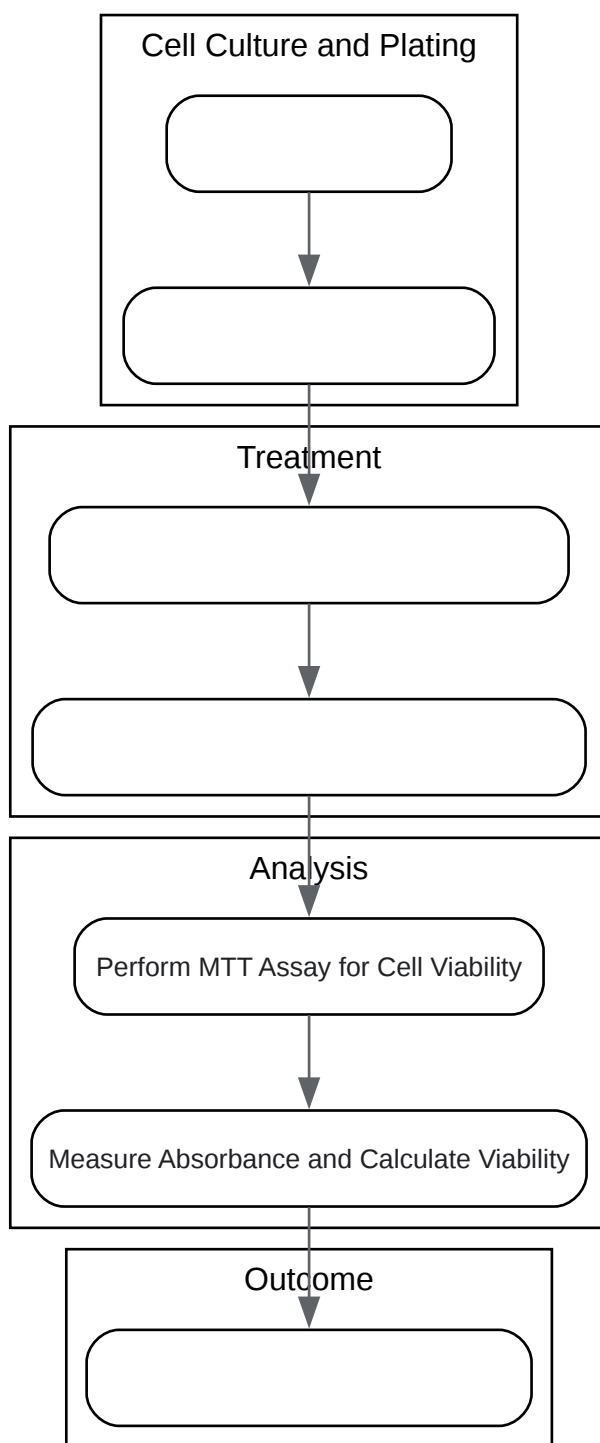 Cell Culture and Plating
Treatment
Analysis
Perform MTT Assay for Cell Viability
Measure Absorbance and Calculate Viability
Outcome